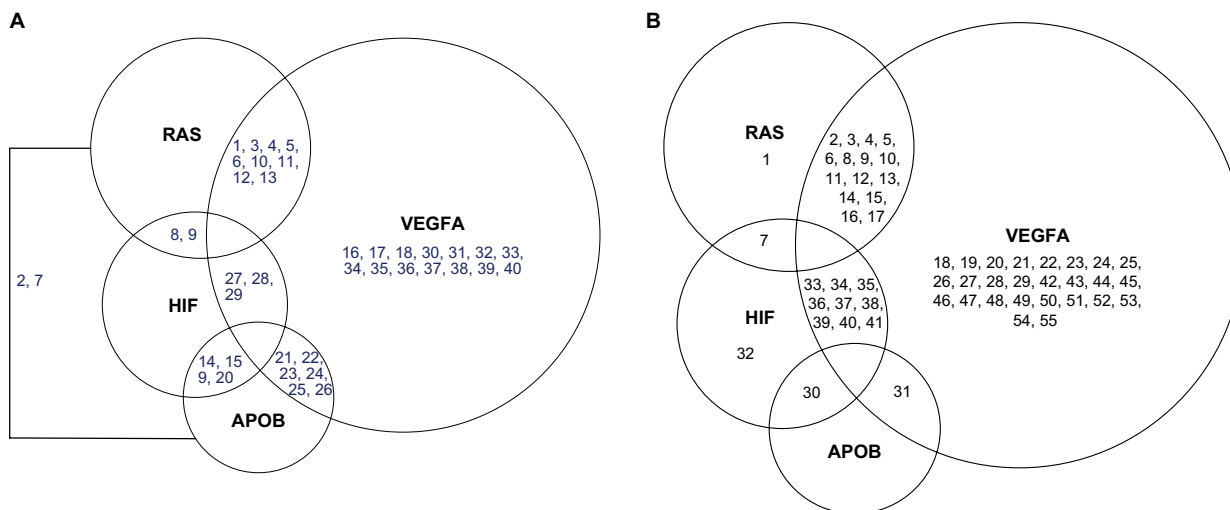 A
RAS
1, 3, 4, 5,
6, 10, 11,
12, 13
VEGFA
16, 17, 18, 30, 31, 32, 33,
34, 35, 36, 37, 38, 39, 40
8, 9
2, 7
27, 28,
29
HIF
14, 15
9, 20
21, 22,
23, 24,
25, 26
APOB
B
RAS
1
2, 3, 4, 5,
6, 8, 9, 10,
11, 12, 13,
14, 15,
16, 17
VEGFA
18, 19, 20, 21, 22, 23, 24, 25,
26, 27, 28, 29, 42, 43, 44, 45,
46, 47, 48, 49, 50, 51, 52, 53,
54, 55
7
33, 34, 35,
36, 37, 38,
39, 40, 41
HIF
32
30
31
APOB